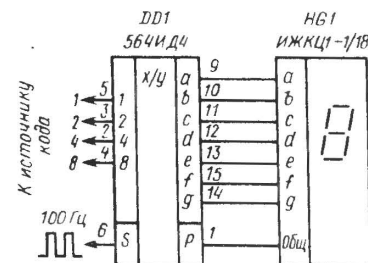 DD1
HG1
564ИД4
ИЖКЦ1-1/18
x/y
К источнику кода
1 5 1
2 3 2
4 2 4
8 4 8
a 9 a
b 10 b
c 11 c
d 12 d
e 13 e
f 15 f
g 14 g
100 Гц 6 S
P 1 Общ